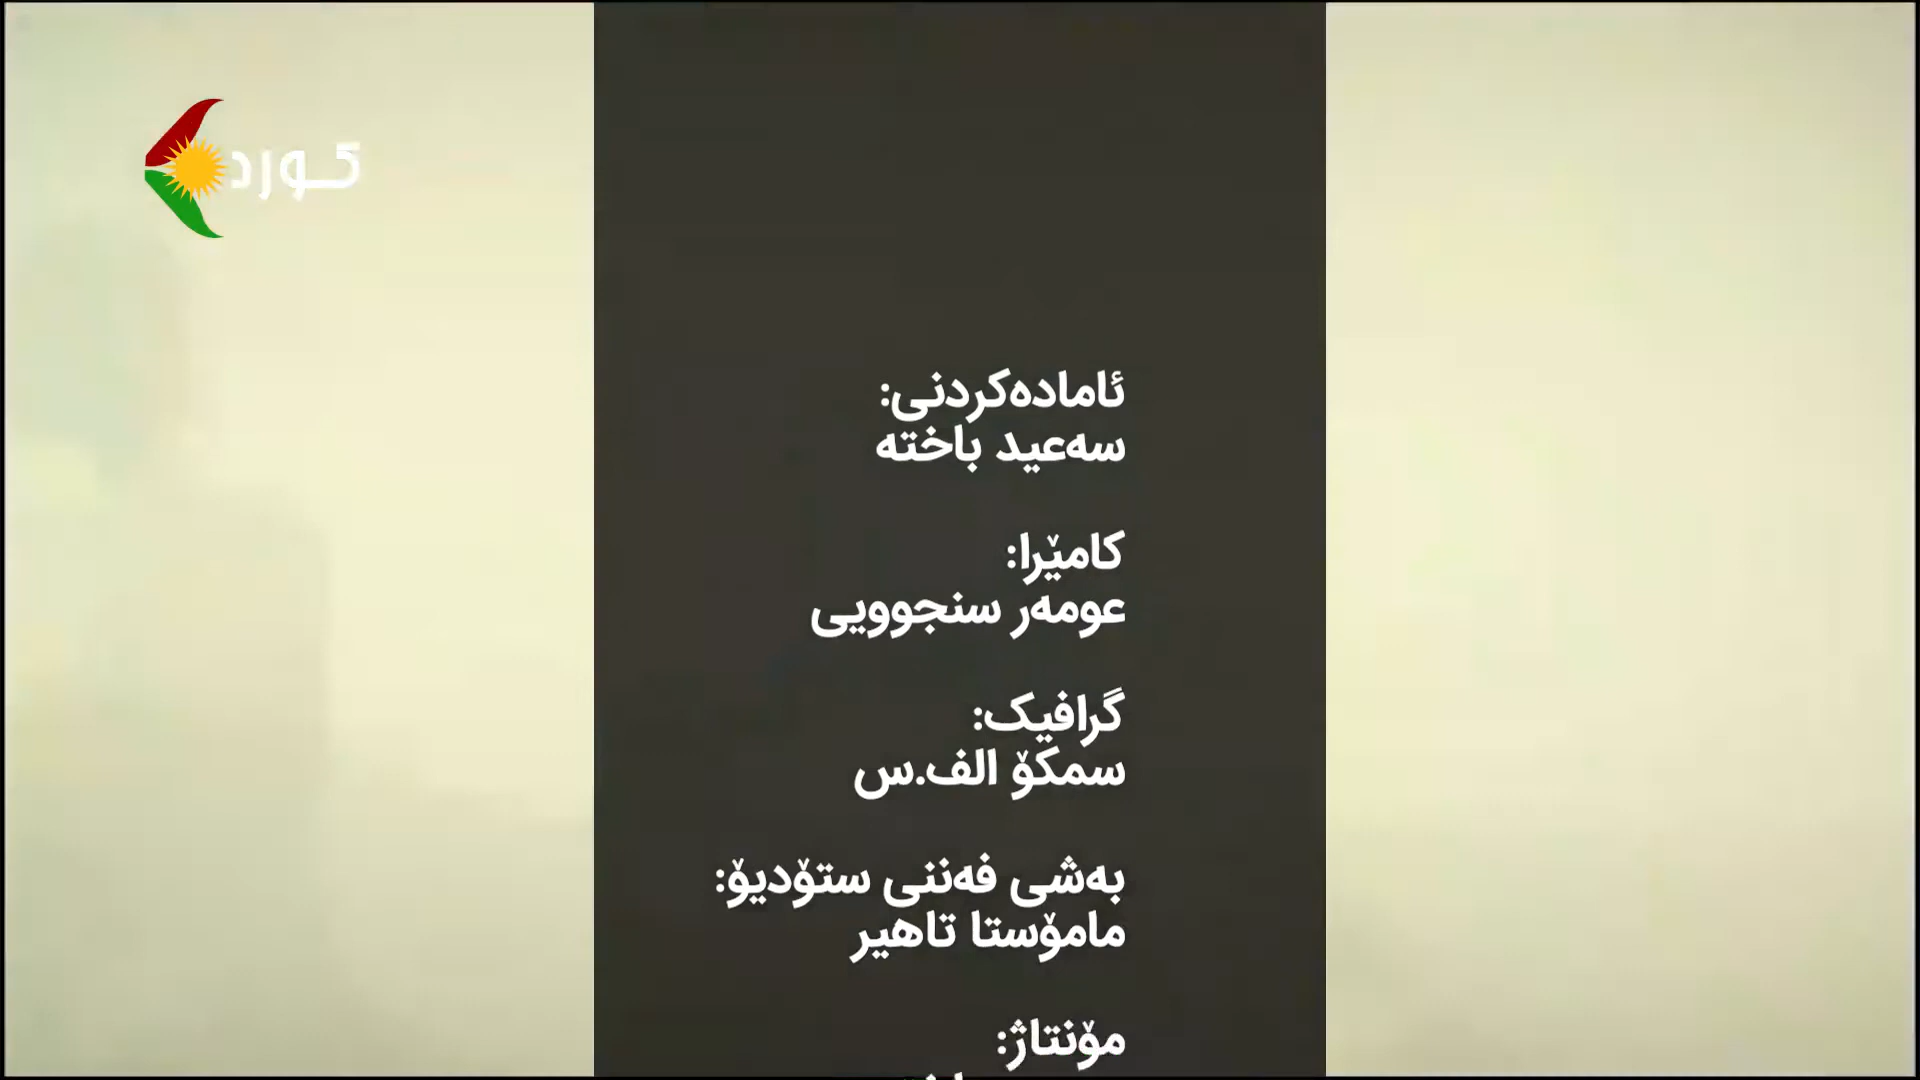 کورد
ئامادەکردنی:
سەعید باختە
کامێرا:
عومەر سنجوویی
گرافیک:
سمکۆ الف.س
بەشی فەننی ستۆدیۆ:
مامۆستا تاهیر
مۆنتاژ: